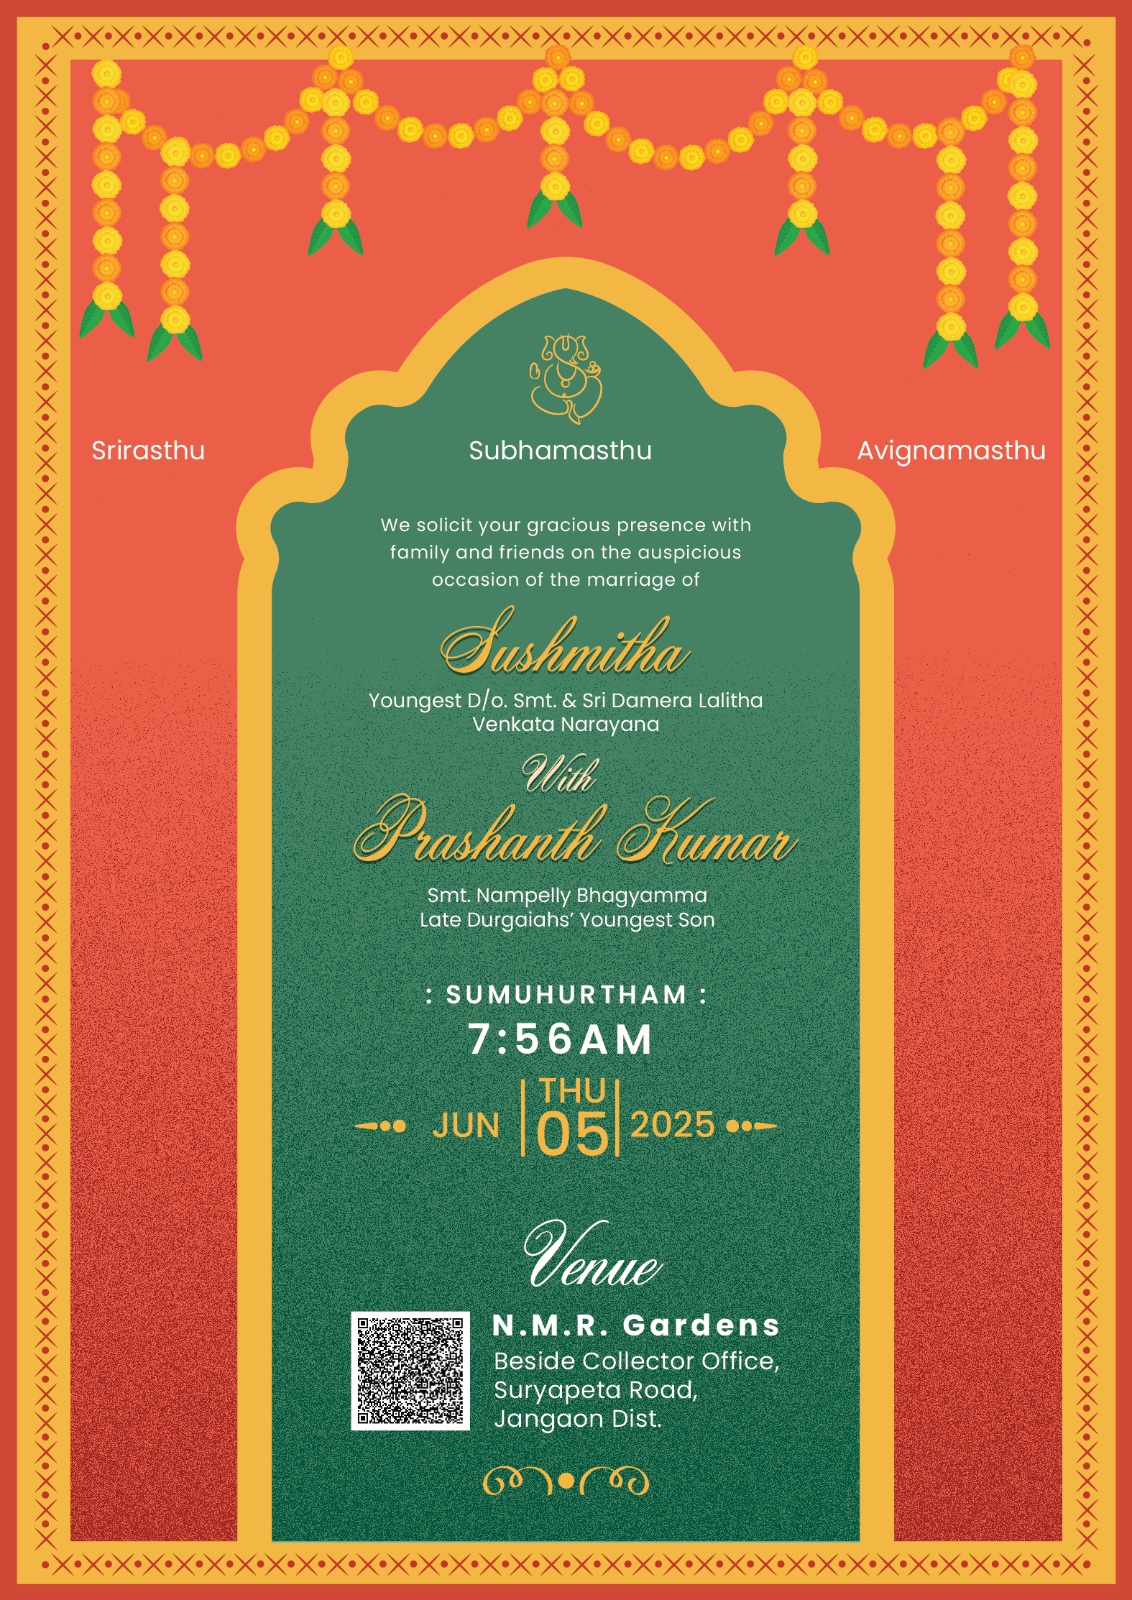 Srirasthu
Subhamasthu
Avignamasthu
We solicit your gracious presence with
family and friends on the auspicious
occasion of the marriage of
Sushmitha
Youngest D/o. Smt. & Sri Damera Lalitha
Venkata Narayana
With
Prashanth Kumar
Smt. Nampelly Bhagyamma
Late Durgaiahs’ Youngest Son
: SUMUHURTHAM :
7:56AM
JUN THU 05 2025
Venue
N.M.R. Gardens
Beside Collector Office,
Suryapeta Road,
Jangaon Dist.